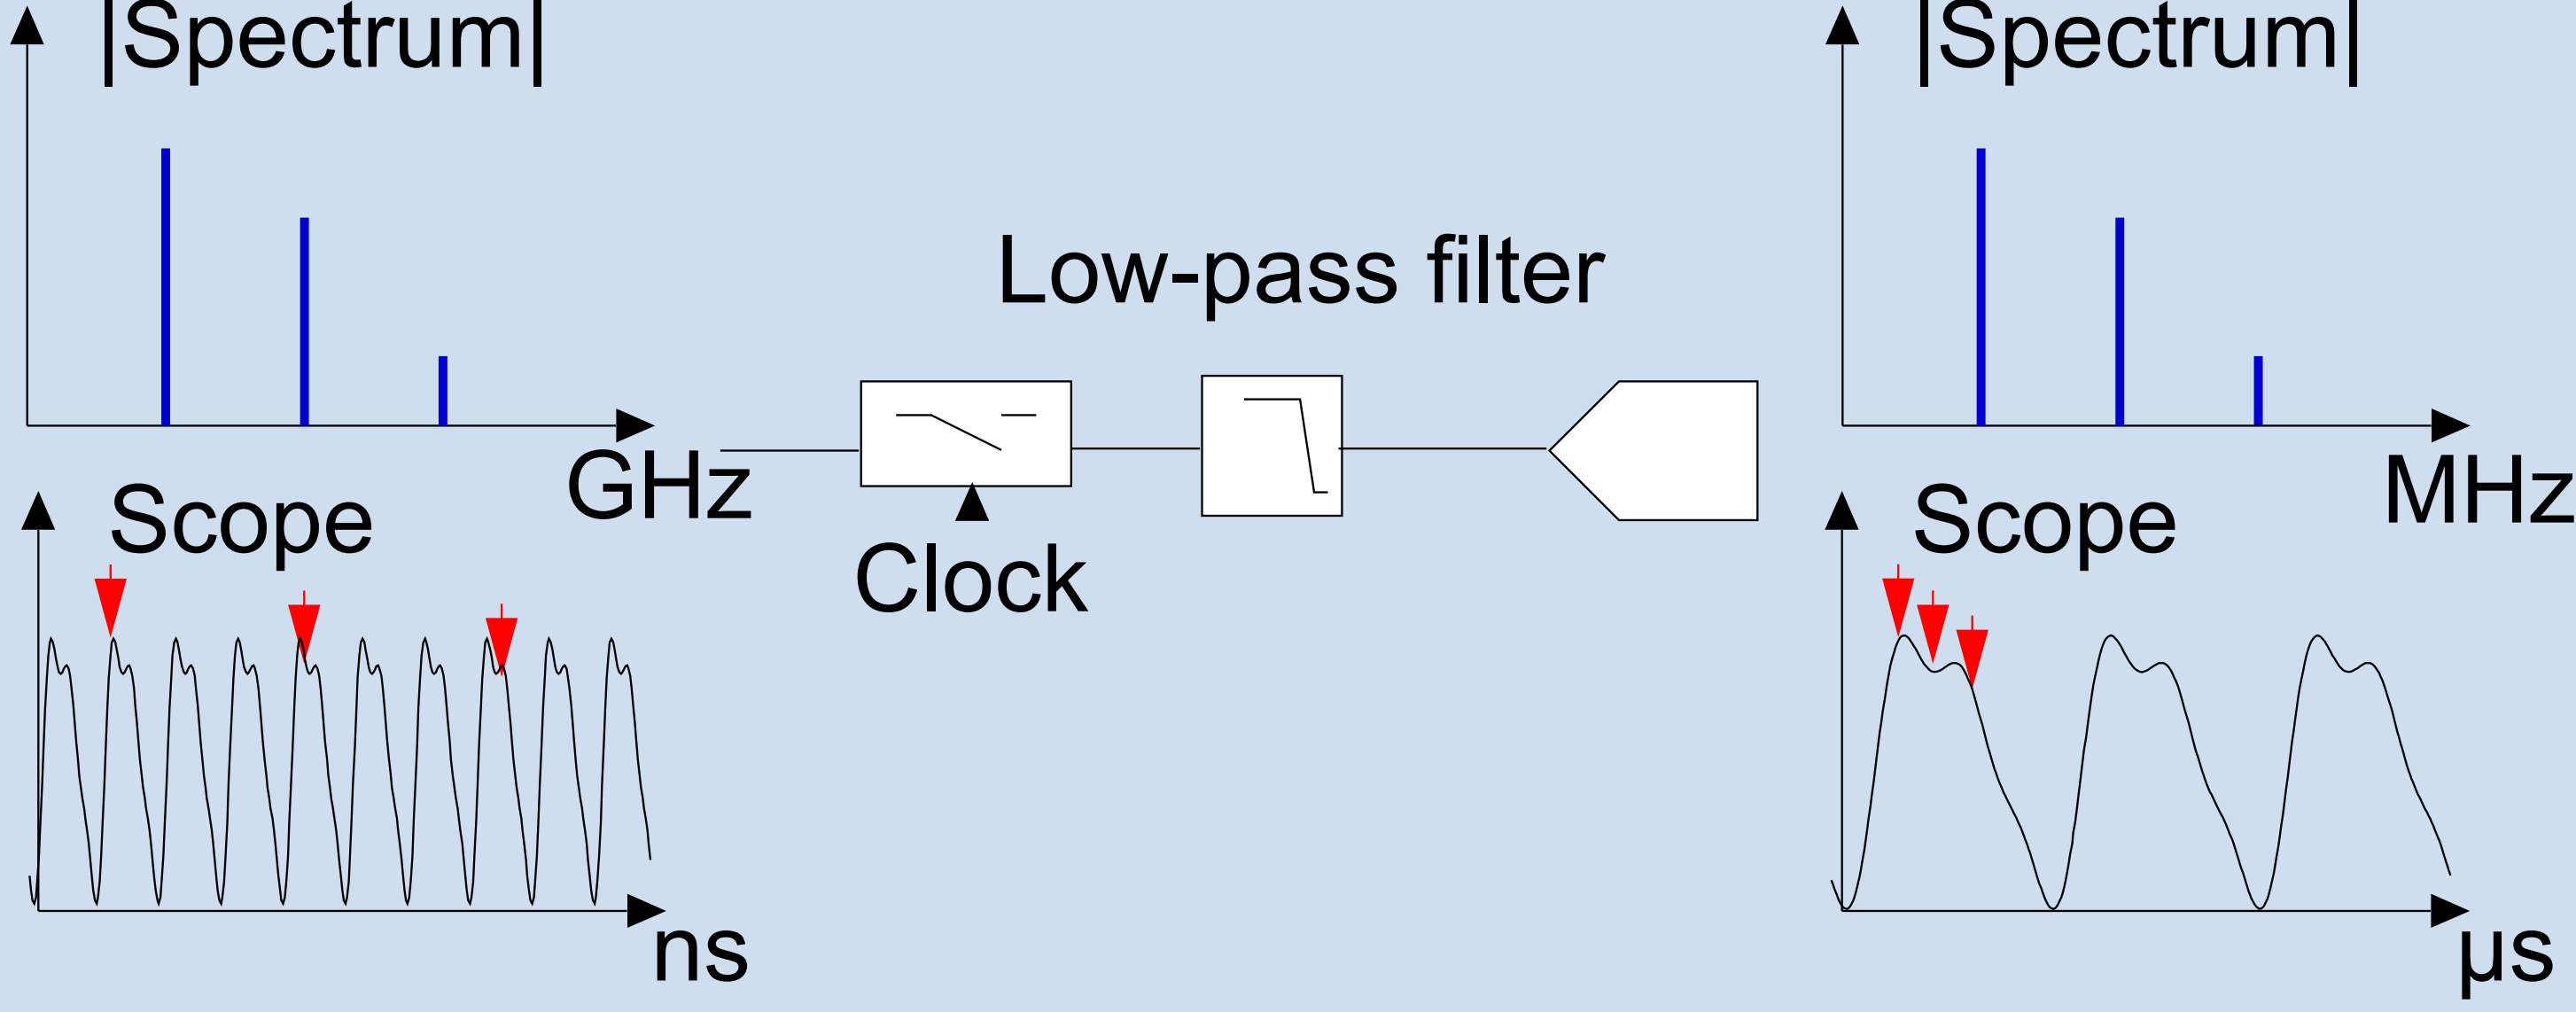 |Spectrum|
GHz
Scope
ns
Low-pass filter
Clock
|Spectrum|
MHz
Scope
µs